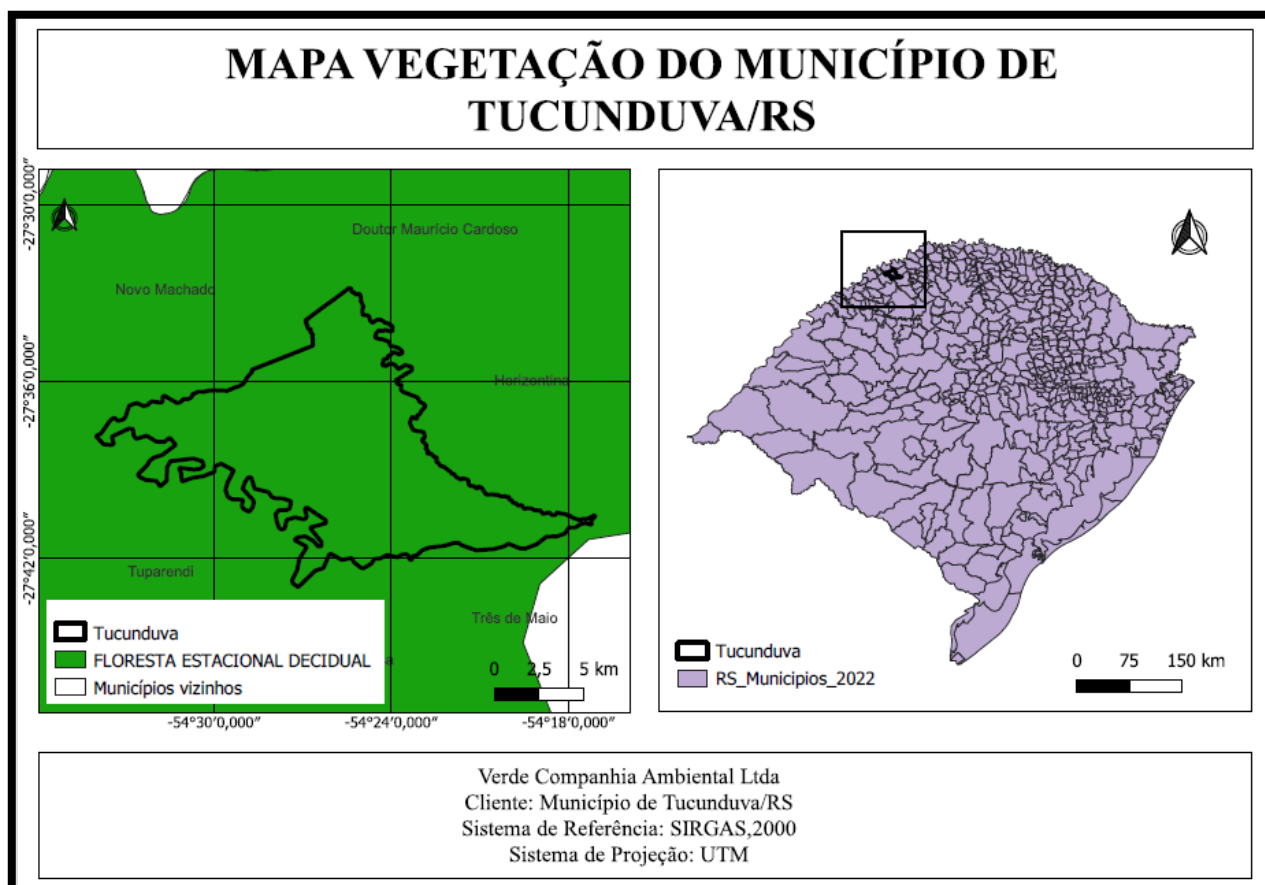 MAPA VEGETAÇÃO DO MUNICÍPIO DE
TUCUNDUVA/RS
-27°30'0,000"
-27°36'0,000"
-27°42'0,000"
Doutor Maurício Cardoso
Novo Machado
Horizontina
Tuparendi
Três de Maio
Tucunduva
FLORESTA ESTACIONAL DECIDUAL
Municípios vizinhos
a
0 2,5 5 km
-54°30'0,000"
-54°24'0,000"
-54°18'0,000"
Tucunduva
RS_Municipios_2022
0 75 150 km
Verde Companhia Ambiental Ltda
Cliente: Município de Tucunduva/RS
Sistema de Referência: SIRGAS,2000
Sistema de Projeção: UTM